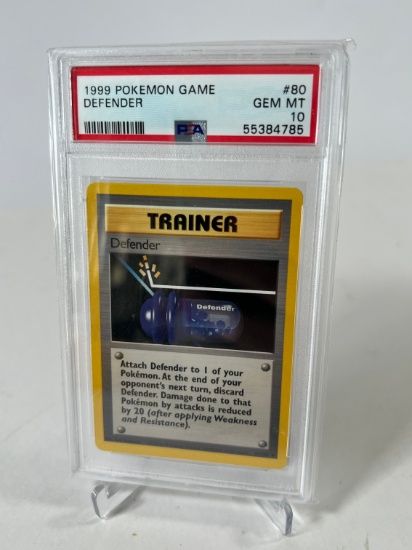 1999 POKEMON GAME #80
DEFENDER GEM MT
10
PSA 55384785
TRAINER
Defender
Defender
Attach Defender to 1 of your
Pokémon. At the end of your
opponent's next turn, discard
Defender. Damage done to that
Pokémon by attacks is reduced
by 20 (after applying Weakness
and Resistance).